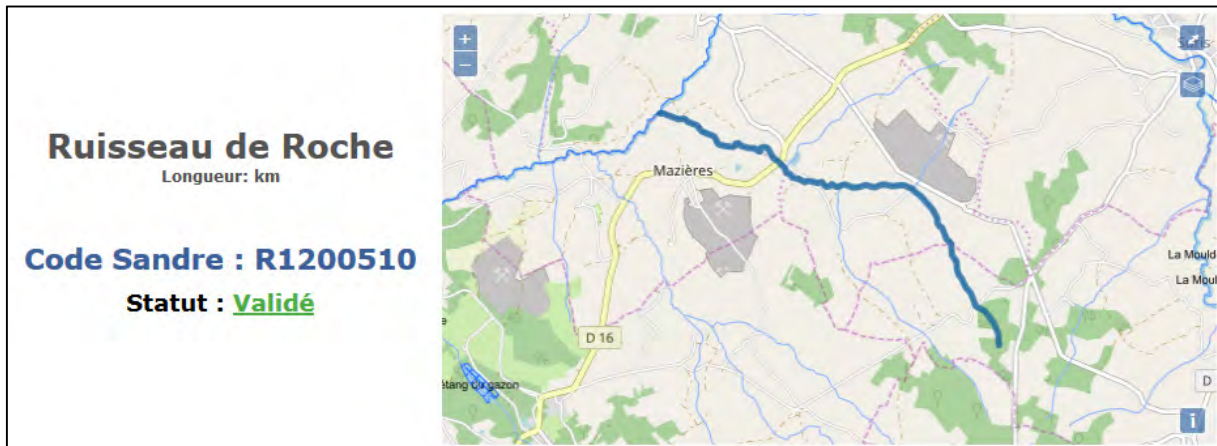 Ruisseau de Roche
Longueur: km
Code Sandre : R1200510
Statut : Validé
+
−
Mazières
La Mould
La Moul
D 16
D
étang du gazon
i